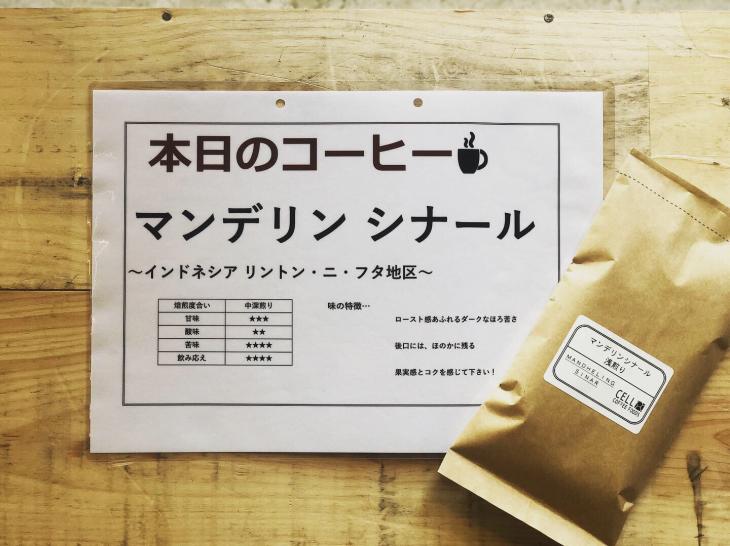 本日のコーヒー
マンデリン シナール
～インドネシア リントン・ニ・フタ地区～
焙煎度合い 中深煎り
甘味 ★★★
酸味 ★★
苦味 ★★★★
飲み応え ★★★★
味の特徴…
ロースト感あふれるダークなほろ苦さ
後口には、ほのかに残る
果実感とコクを感じて下さい！
マンデリンシナール
浅煎り
MANDHELING
SINAR
CELL
COFFEE FOODS